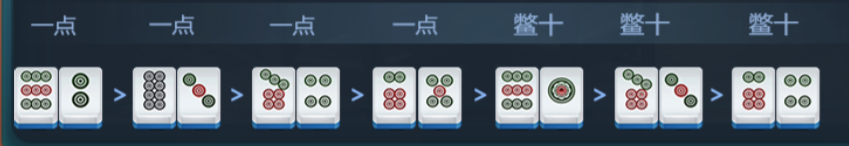 一点 一点 一点 一点 鳖十 鳖十 鳖十
> > > > > >